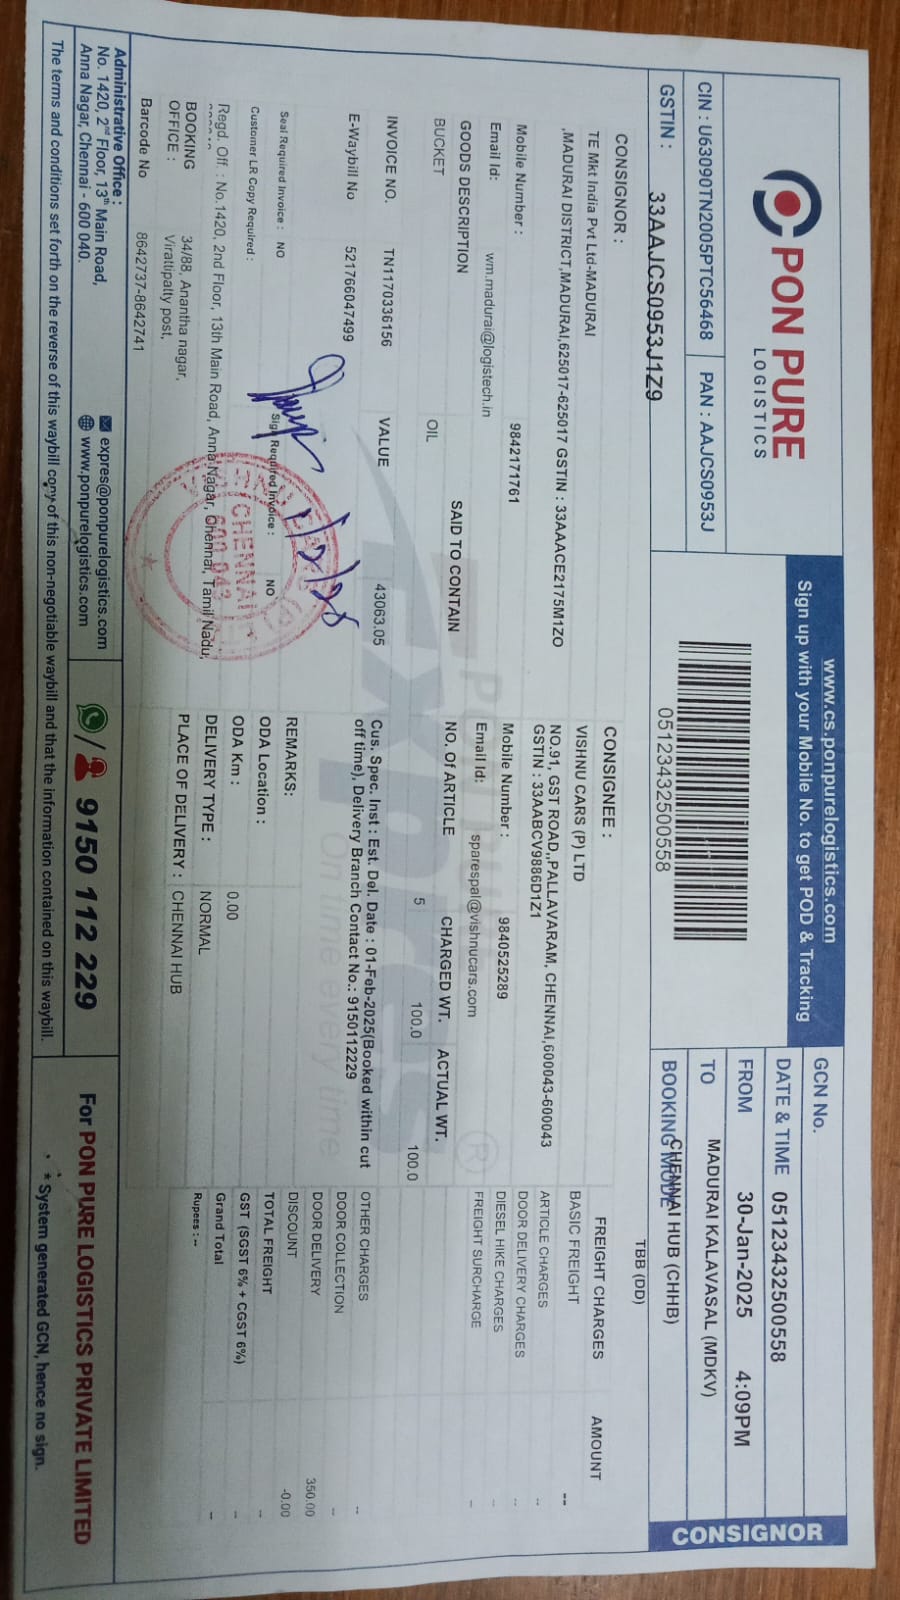 PON PURE
LOGISTICS
CIN : U63090TN2005PTC56468
PAN : AAJCS0953J
GSTIN :
33AAJCS0953J1Z9
www.cs.ponpurelogistics.com
Sign up with your Mobile No. to get POD & Tracking
05123432500558
GCN No.
DATE & TIME 05123432500558
FROM 30-Jan-2025 4:09PM
TO MADURAI KALAVASAL (MDKV)
BOOKING MODE
CHENNAI HUB (CHHB)
TBB (DD)
CONSIGNOR
CONSIGNOR :
TE Mkt India Pvt Ltd-MADURAI
,MADURAI DISTRICT,MADURAI,625017-625017 GSTIN : 33AAACE2175M1ZO
Mobile Number : 9842171761
Email Id: wm.madurai@logistech.in
CONSIGNEE :
VISHNU CARS (P) LTD
NO.91, GST ROAD,,PALLAVARAM, CHENNAI,600043-600043
GSTIN : 33AABCV9886D1Z1
Mobile Number : 9840525289
Email Id: sparespal@vishnucars.com
GOODS DESCRIPTION SAID TO CONTAIN NO. Of ARTICLE CHARGED WT. ACTUAL WT.
BUCKET OIL 5 100.0 100.0
INVOICE NO. TN1170336156 VALUE 43063.05
E-Waybill No 521766047499
Seal Required Invoice : NO
Sign Required Invoice : NO
Customer LR Copy Required :
Regd. Off. : No.1420, 2nd Floor, 13th Main Road, Anna Nagar, Chennai, Tamil Nadu,
BOOKING OFFICE :
34/88, Anantha nagar,
Virattipatty post,
Barcode No 8642737-8642741
CHENNAI
600 043
Cus. Spec. Inst : Est. Del. Date : 01-Feb-2025(Booked within cut
off time), Delivery Branch Contact No.: 9150112229
REMARKS:
ODA Location :
ODA Km : 0.00
DELIVERY TYPE : NORMAL
PLACE OF DELIVERY : CHENNAI HUB
Express
On time every time
®
FREIGHT CHARGES AMOUNT
BASIC FREIGHT --
ARTICLE CHARGES --
DOOR DELIVERY CHARGES --
DIESEL HIKE CHARGES --
FREIGHT SURCHARGE --
OTHER CHARGES --
DOOR COLLECTION --
DOOR DELIVERY 350.00
DISCOUNT -0.00
TOTAL FREIGHT --
GST (SGST 6% + CGST 6%) --
Grand Total --
Rupees :--
Administrative Office :
No. 1420, 2nd Floor, 13th Main Road,
Anna Nagar, Chennai - 600 040.
expres@ponpurelogistics.com
www.ponpurelogistics.com
/ 9150 112 229
The terms and conditions set forth on the reverse of this waybill copy of this non-negotiable waybill and that the information contained on this waybill.
For PON PURE LOGISTICS PRIVATE LIMITED
* System generated GCN, hence no sign.